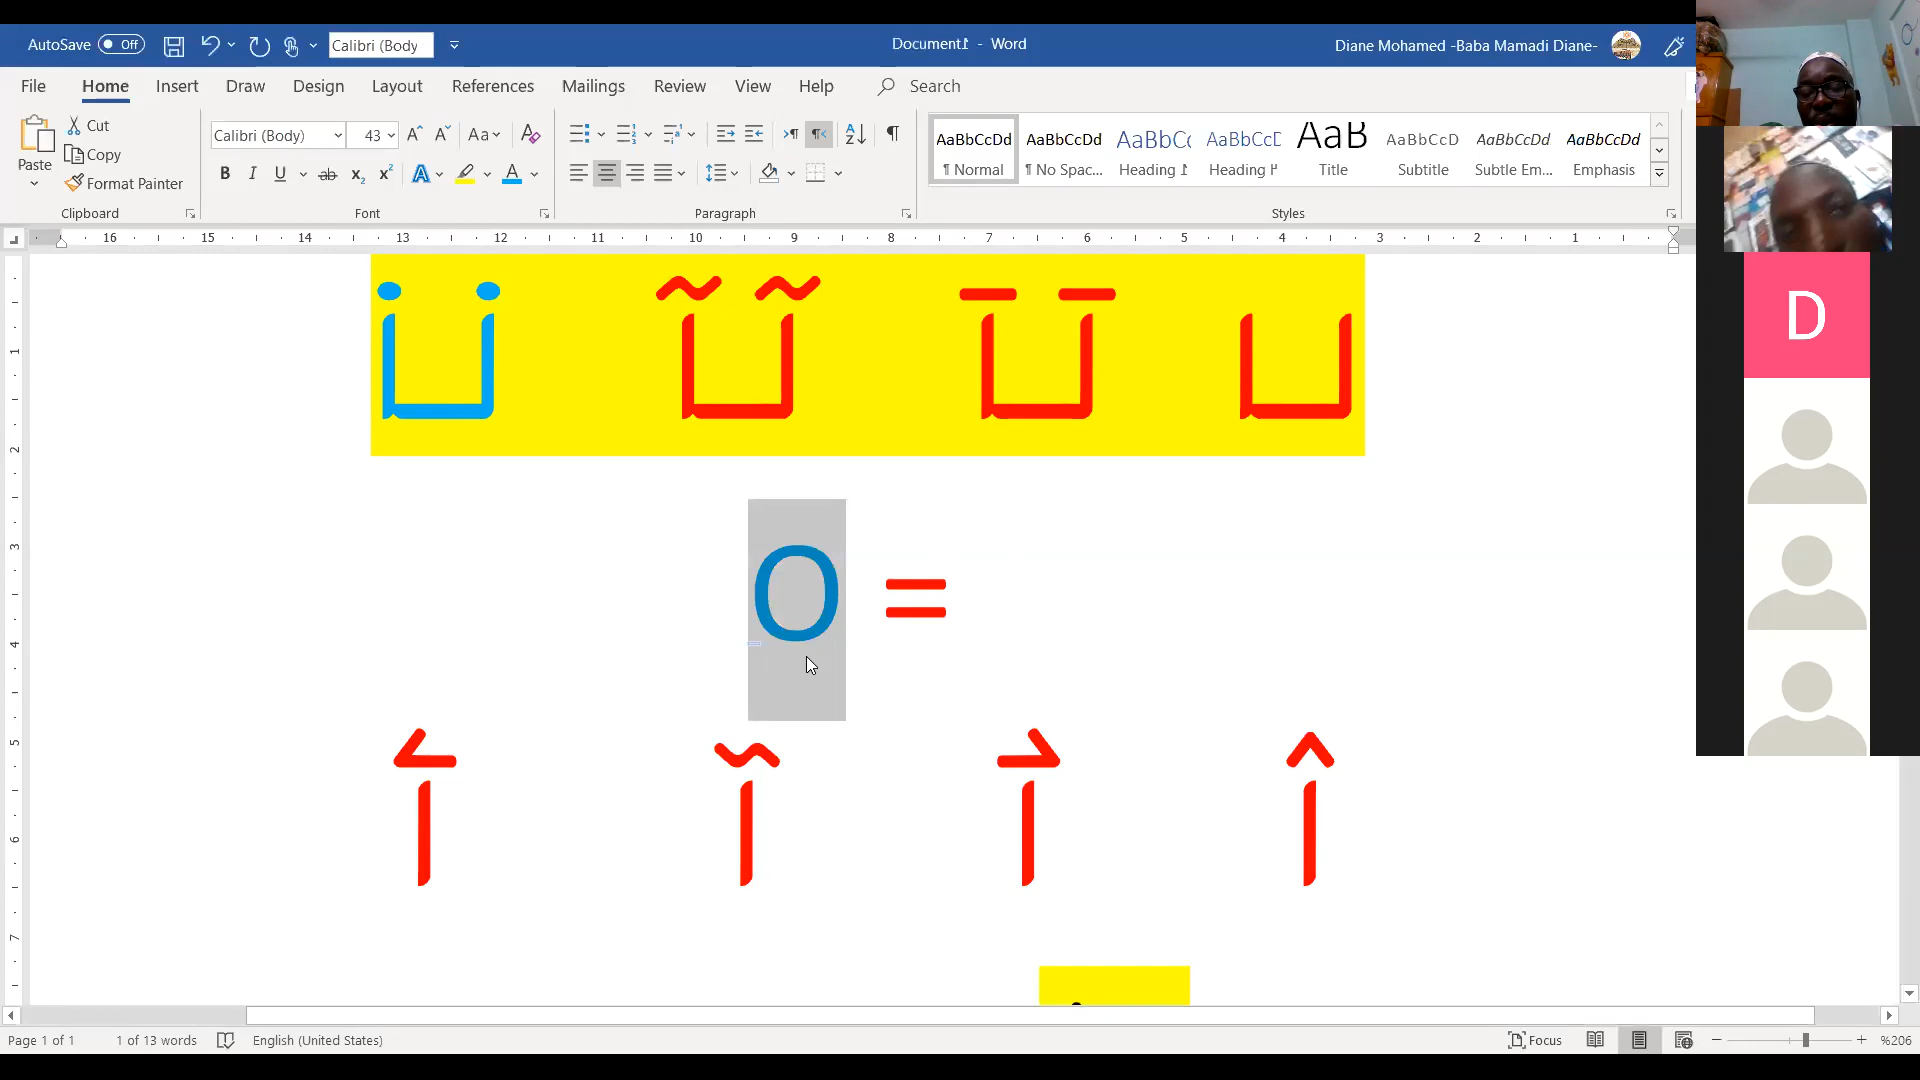 AutoSave Off Calibri (Body Document߁ - Word Diane Mohamed -Baba Mamadi Diane-
File Home Insert Draw Design Layout References Mailings Review View Help Search
Paste Cut Copy Format Painter
Calibri (Body) 43
AaBbCcDd AaBbCcDd AaBbCc AaBbCcD AaB AaBbCcD AaBbCcDd AaBbCcDd
¶ Normal ¶ No Spac... Heading ߁ Heading ߂ Title Subtitle Subtle Em... Emphasis
Clipboard Font Paragraph Styles
16 15 14 13 12 11 10 9 8 7 6 5 4 3 2 1
ߏ ߏ߫ ߏ߬ ߏ߳
= O
ߊ߮ ߊ߯ ߊ߰ ߊ߱
D
Page 1 of 1 1 of 13 words English (United States) Focus %206